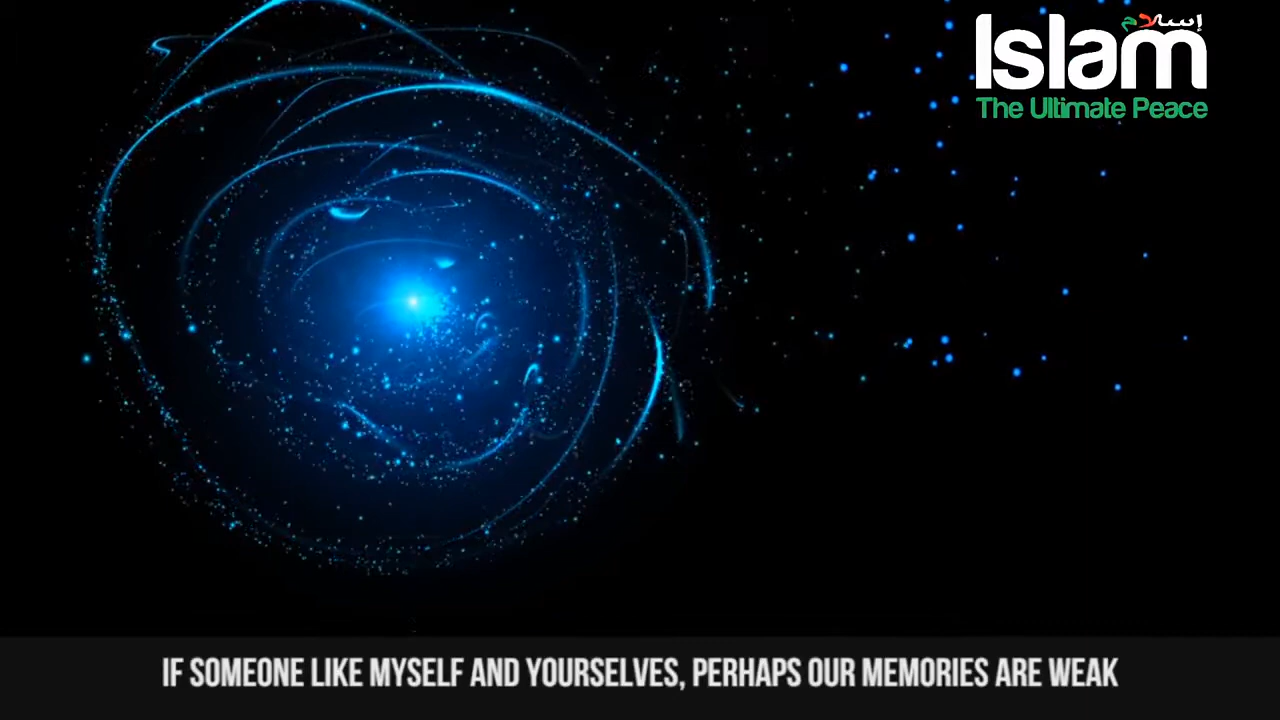 إسلام
Islam
The Ultimate Peace
IF SOMEONE LIKE MYSELF AND YOURSELVES, PERHAPS OUR MEMORIES ARE WEAK